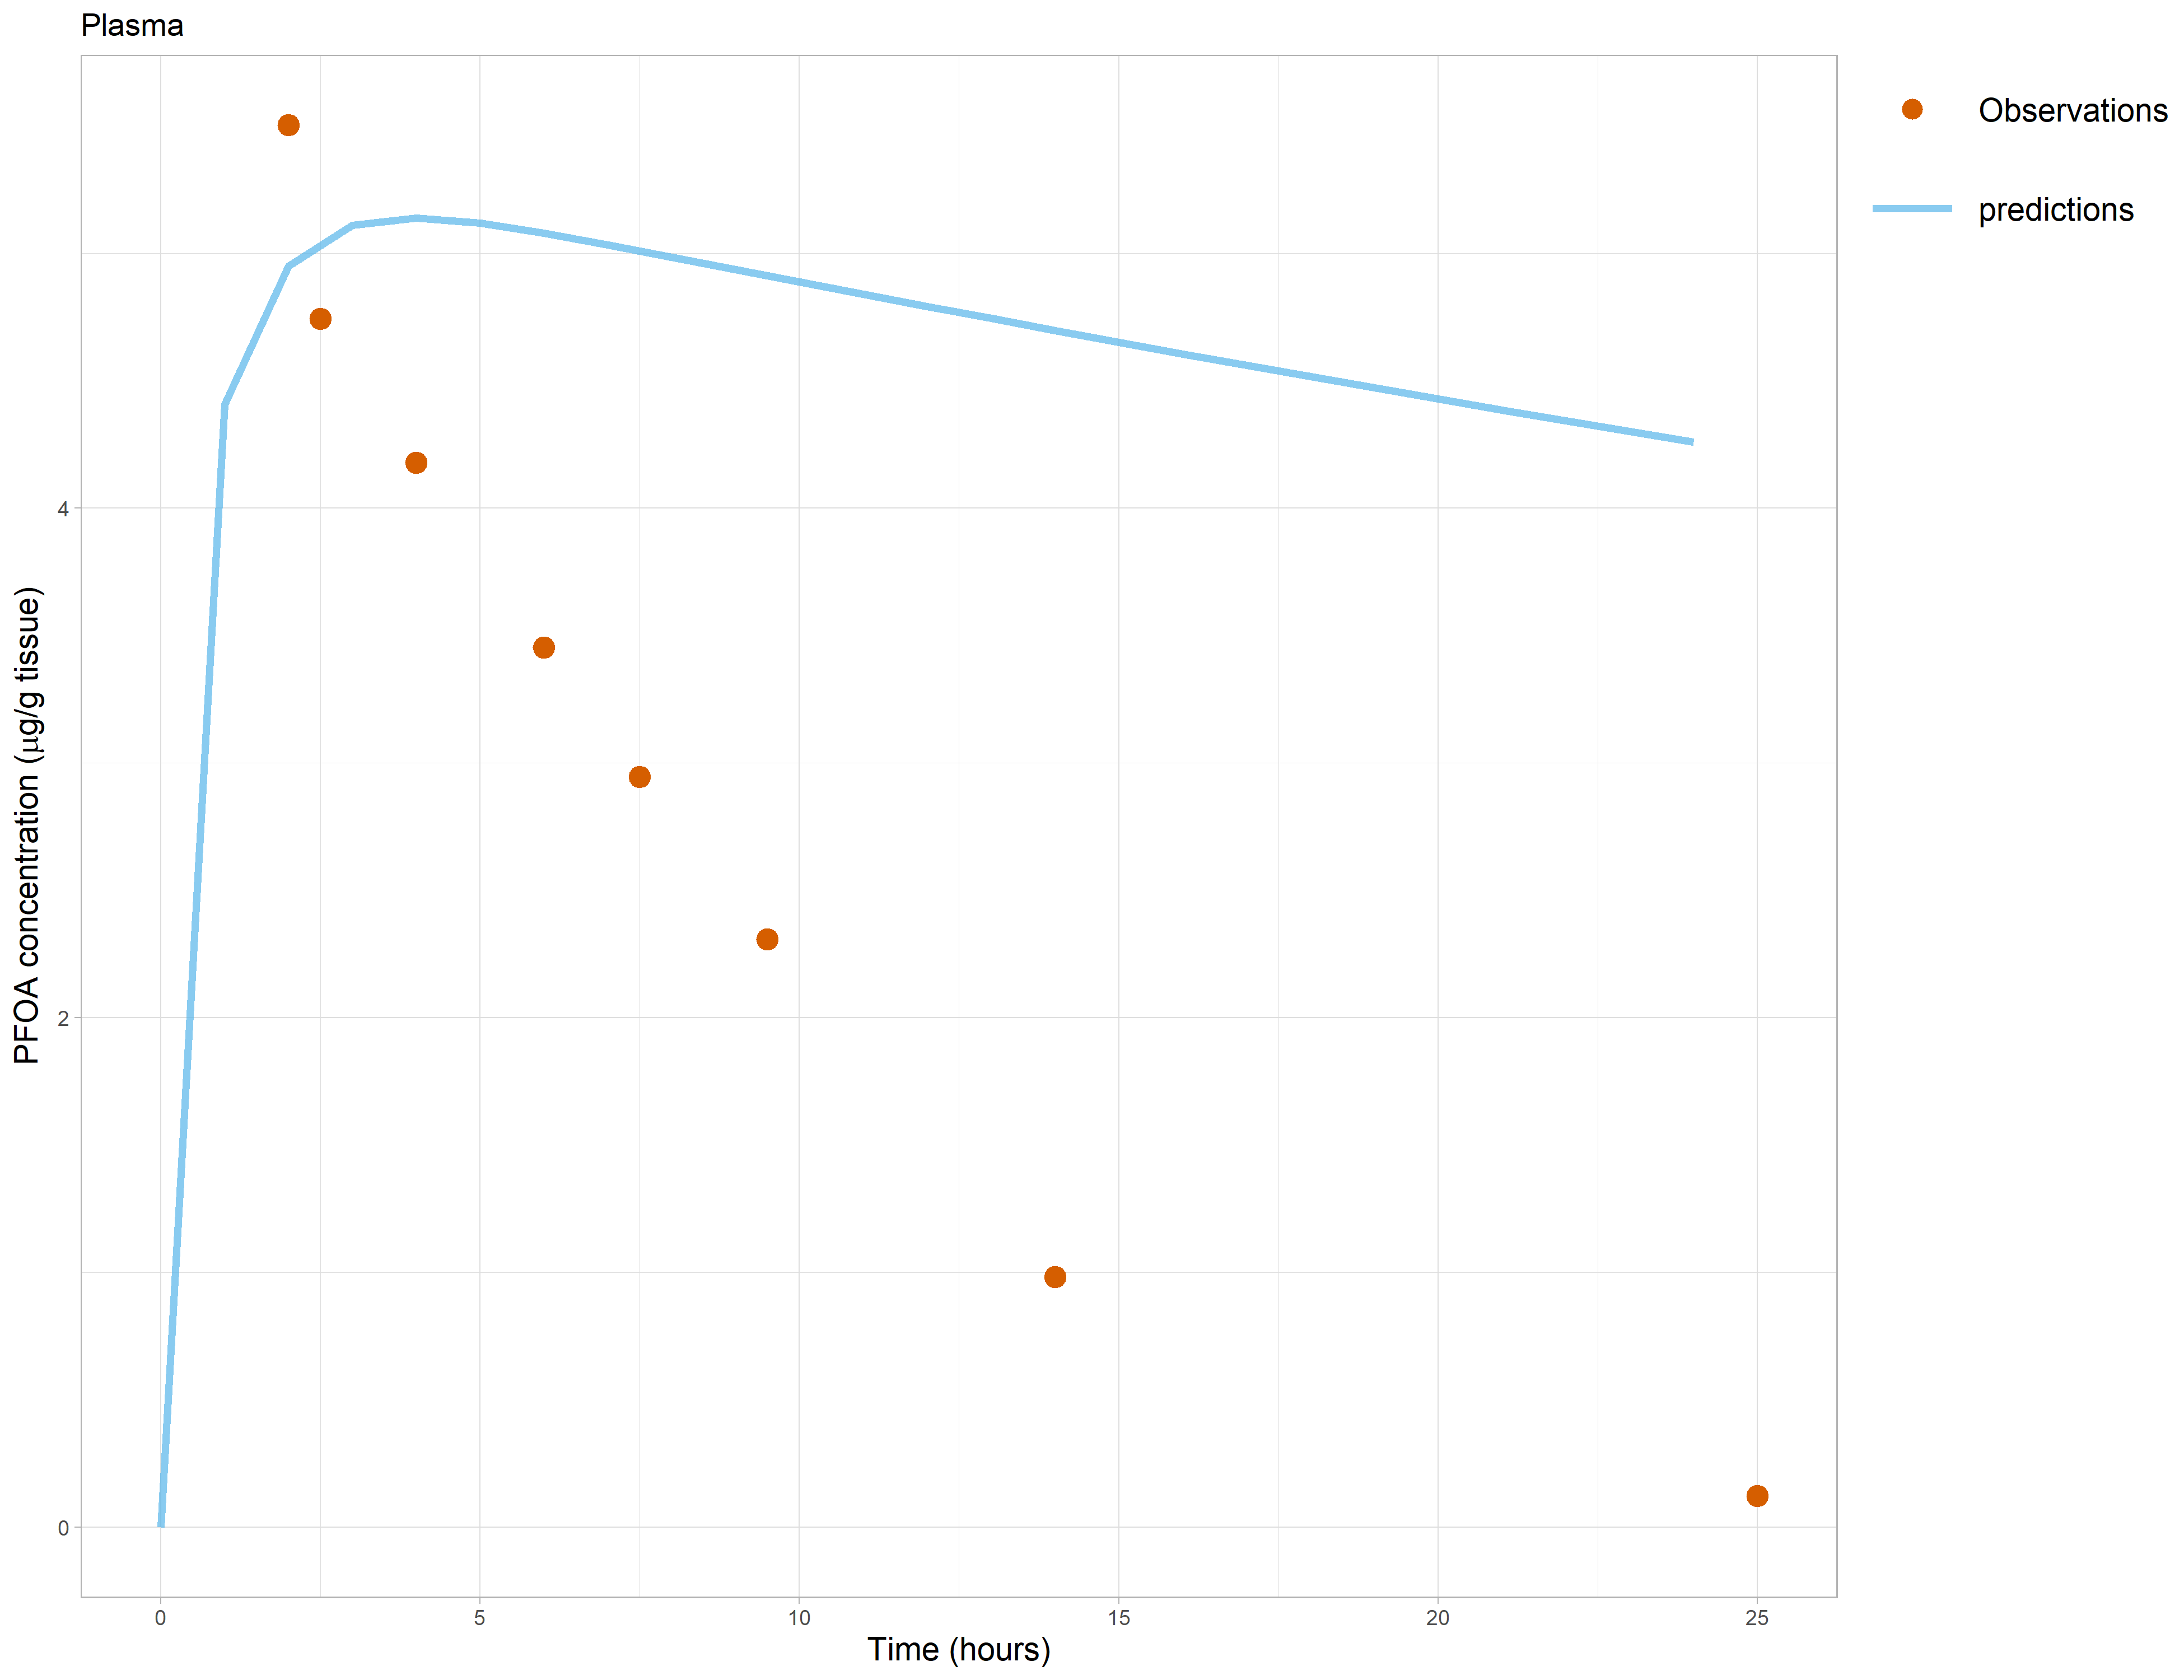 Plasma
Observations
predictions
PFOA concentration (μg/g tissue)
4
2
0
0 5 10 15 20 25
Time (hours)